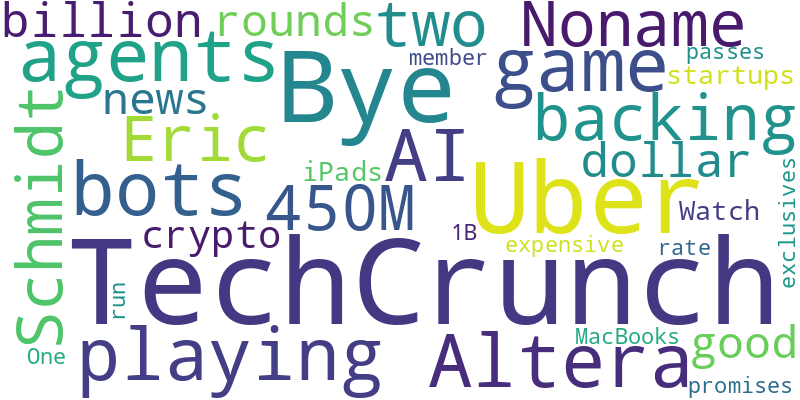 billion
rounds
two
Noname
agents
member
passes
game
startups
news
Bye
backing
Schmidt
Eric
AI
dollar
iPads
bots
450M
Uber
Watch
exclusives
crypto
1B
expensive
rate
TechCrunch
run
One
playing
Altera
MacBooks
good
promises